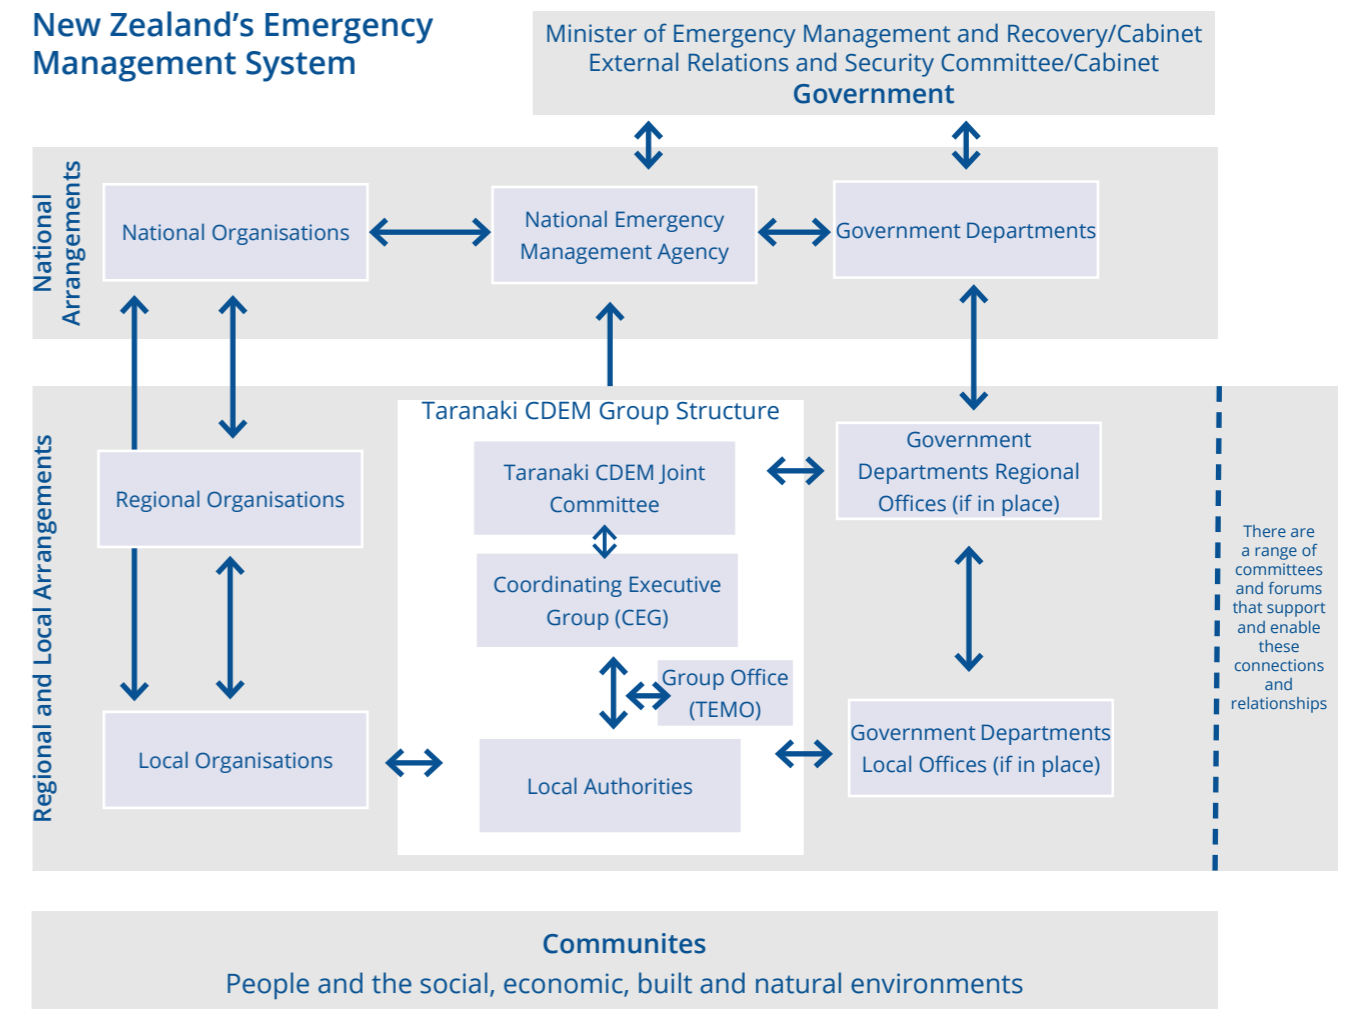 New Zealand's Emergency
Management System
Minister of Emergency Management and Recovery/Cabinet
External Relations and Security Committee/Cabinet
Government
National
Arrangements
National Organisations
National Emergency
Management Agency
Government Departments
Regional and Local Arrangements
Taranaki CDEM Group Structure
Regional Organisations
Taranaki CDEM Joint
Committee
Government
Departments Regional
Offices (if in place)
Coordinating Executive
Group (CEG)
Group Office
(TEMO)
Local Organisations
Local Authorities
Government Departments
Local Offices (if in place)
There are
a range of
committees
and forums
that support
and enable
these
connections
and
relationships
Communites
People and the social, economic, built and natural environments